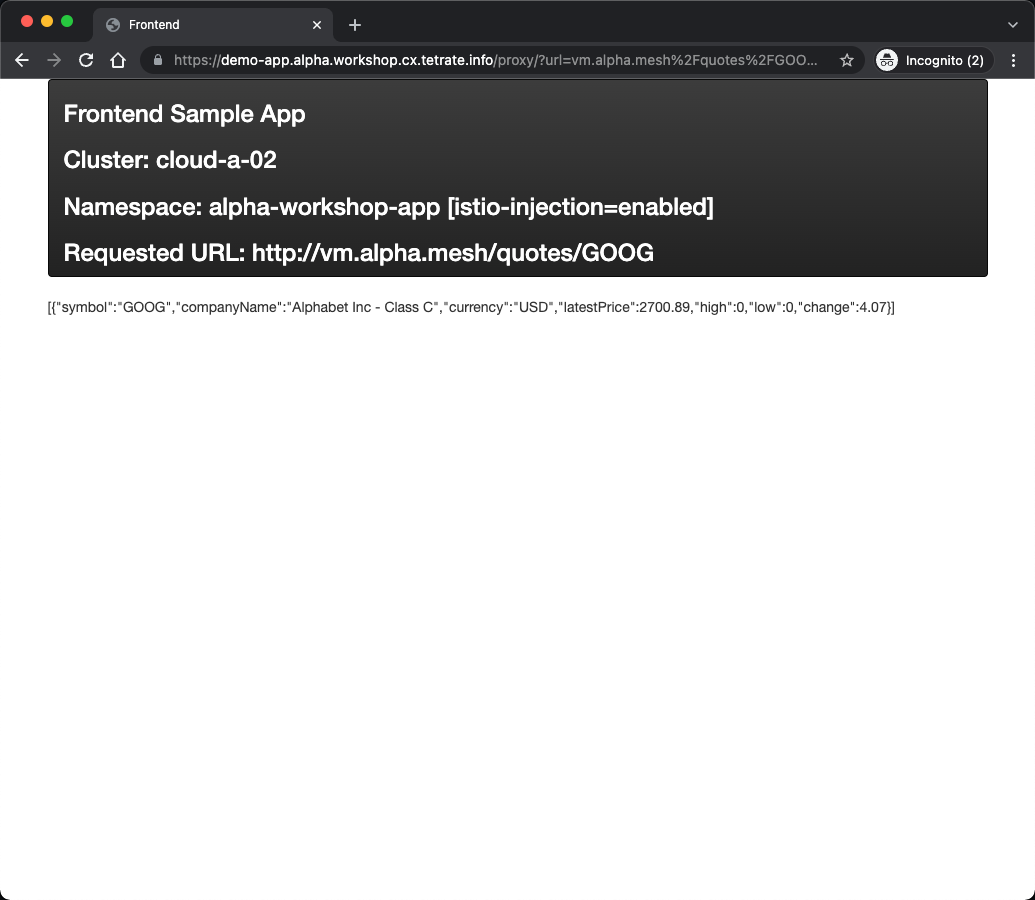 Frontend
https://demo-app.alpha.workshop.cx.tetrate.info/proxy/?url=vm.alpha.mesh%2Fquotes%2FGOO...
Incognito (2)
Frontend Sample App
Cluster: cloud-a-02
Namespace: alpha-workshop-app [istio-injection=enabled]
Requested URL: http://vm.alpha.mesh/quotes/GOOG
[{"symbol":"GOOG","companyName":"Alphabet Inc - Class C","currency":"USD","latestPrice":2700.89,"high":0,"low":0,"change":4.07}]